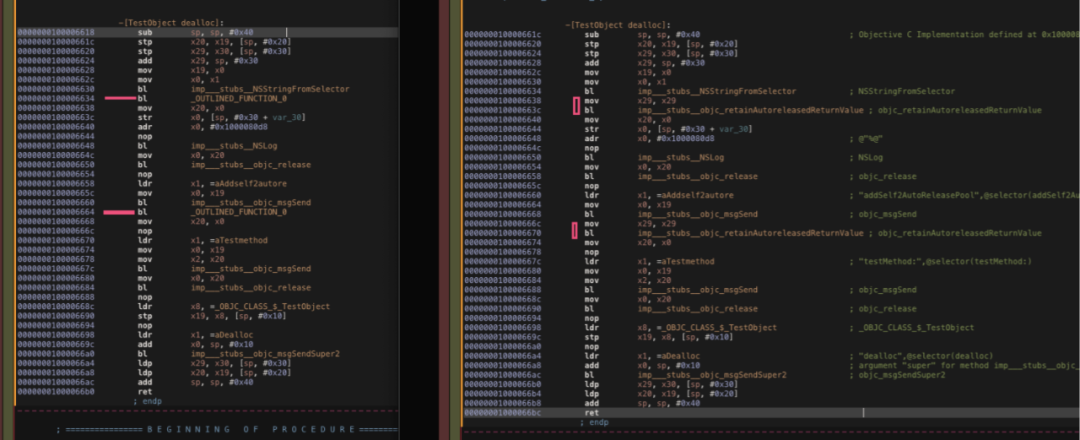 -[TestObject dealloc]:
0000000100006618 sub sp, sp, #0x40
000000010000661c stp x20, x19, [sp, #0x20]
0000000100006620 stp x29, x30, [sp, #0x30]
0000000100006624 add x29, sp, #0x30
0000000100006628 mov x19, x0
000000010000662c mov x0, x1
0000000100006630 bl imp___stubs__NSStringFromSelector
0000000100006634 bl _OUTLINED_FUNCTION_0
0000000100006638 mov x20, x0
000000010000663c str x0, [sp, #0x30 + var_30]
0000000100006640 adr x0, #0x1000080d8
0000000100006644 nop
0000000100006648 bl imp___stubs__NSLog
000000010000664c mov x0, x20
0000000100006650 bl imp___stubs__objc_release
0000000100006654 nop
0000000100006658 ldr x1, =aAddself2autore
000000010000665c mov x0, x19
0000000100006660 bl imp___stubs__objc_msgSend
0000000100006664 bl _OUTLINED_FUNCTION_0
0000000100006668 mov x20, x0
000000010000666c nop
0000000100006670 ldr x1, =aTestmethod
0000000100006674 mov x0, x19
0000000100006678 mov x2, x20
000000010000667c bl imp___stubs__objc_msgSend
0000000100006680 mov x0, x20
0000000100006684 bl imp___stubs__objc_release
0000000100006688 nop
000000010000668c ldr x8, =_OBJC_CLASS_$_TestObject
0000000100006690 stp x19, x8, [sp, #0x10]
0000000100006694 nop
0000000100006698 ldr x1, =aDealloc
000000010000669c add x0, sp, #0x10
00000001000066a0 bl imp___stubs__objc_msgSendSuper2
00000001000066a4 ldp x29, x30, [sp, #0x30]
00000001000066a8 ldp x20, x19, [sp, #0x20]
00000001000066ac add sp, sp, #0x40
00000001000066b0 ret
; endp
; ================ B E G I N N I N G   O F   P R O C E D U R E ========
-[TestObject dealloc]:
000000010000661c sub sp, sp, #0x40 ; Objective C Implementation defined at 0x100008
0000000100006620 stp x20, x19, [sp, #0x20]
0000000100006624 stp x29, x30, [sp, #0x30]
0000000100006628 add x29, sp, #0x30
000000010000662c mov x19, x0
0000000100006630 mov x0, x1
0000000100006634 bl imp___stubs__NSStringFromSelector ; NSStringFromSelector
0000000100006638 mov x29, x29
000000010000663c bl imp___stubs__objc_retainAutoreleasedReturnValue ; objc_retainAutoreleasedReturnValue
0000000100006640 mov x20, x0
0000000100006644 str x0, [sp, #0x30 + var_30]
0000000100006648 adr x0, #0x1000080d8 ; @"%@"
000000010000664c nop
0000000100006650 bl imp___stubs__NSLog ; NSLog
0000000100006654 mov x0, x20
0000000100006658 bl imp___stubs__objc_release ; objc_release
000000010000665c nop
0000000100006660 ldr x1, =aAddself2autore ; "addSelf2AutoReleasePool",@selector(addSelf2Au
0000000100006664 mov x0, x19
0000000100006668 bl imp___stubs__objc_msgSend ; objc_msgSend
000000010000666c mov x29, x29
0000000100006670 bl imp___stubs__objc_retainAutoreleasedReturnValue ; objc_retainAutoreleasedReturnValue
0000000100006674 mov x20, x0
0000000100006678 nop
000000010000667c ldr x1, =aTestmethod ; "testMethod:",@selector(testMethod:)
0000000100006680 mov x0, x19
0000000100006684 mov x2, x20
0000000100006688 bl imp___stubs__objc_msgSend ; objc_msgSend
000000010000668c mov x0, x20
0000000100006690 bl imp___stubs__objc_release ; objc_release
0000000100006694 nop
0000000100006698 ldr x8, =_OBJC_CLASS_$_TestObject ; _OBJC_CLASS_$_TestObject
000000010000669c stp x19, x8, [sp, #0x10]
00000001000066a0 nop
00000001000066a4 ldr x1, =aDealloc ; "dealloc",@selector(dealloc)
00000001000066a8 add x0, sp, #0x10 ; argument "super" for method imp___stubs__objc_
00000001000066ac bl imp___stubs__objc_msgSendSuper2 ; objc_msgSendSuper2
00000001000066b0 ldp x29, x30, [sp, #0x30]
00000001000066b4 ldp x20, x19, [sp, #0x20]
00000001000066b8 add sp, sp, #0x40
00000001000066bc ret
; endp